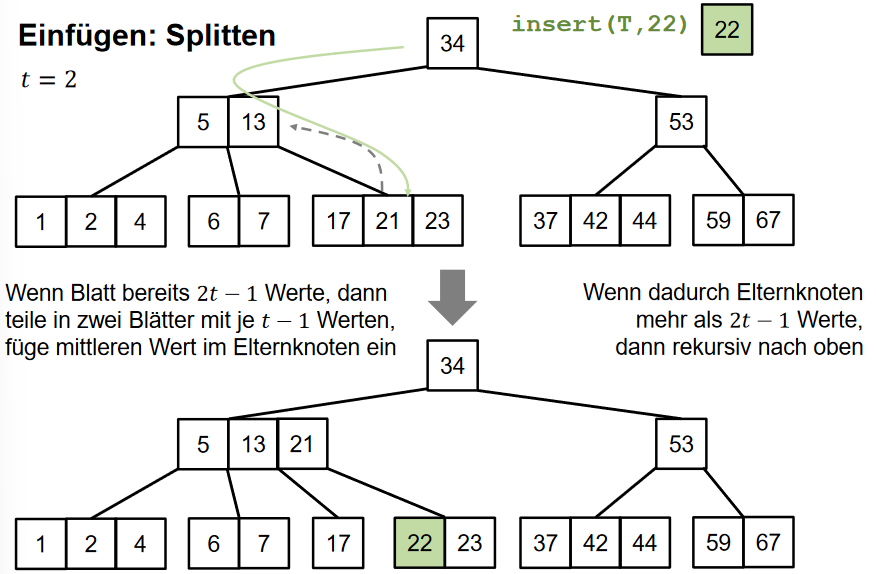 Einfügen: Splitten
insert(T,22) 22
t = 2
34
5 13 53
1 2 4 6 7 17 21 23 37 42 44 59 67
Wenn Blatt bereits 2t − 1 Werte, dann
teile in zwei Blätter mit je t − 1 Werten,
füge mittleren Wert im Elternknoten ein
Wenn dadurch Elternknoten
mehr als 2t − 1 Werte,
dann rekursiv nach oben
34
5 13 21 53
1 2 4 6 7 17 22 23 37 42 44 59 67